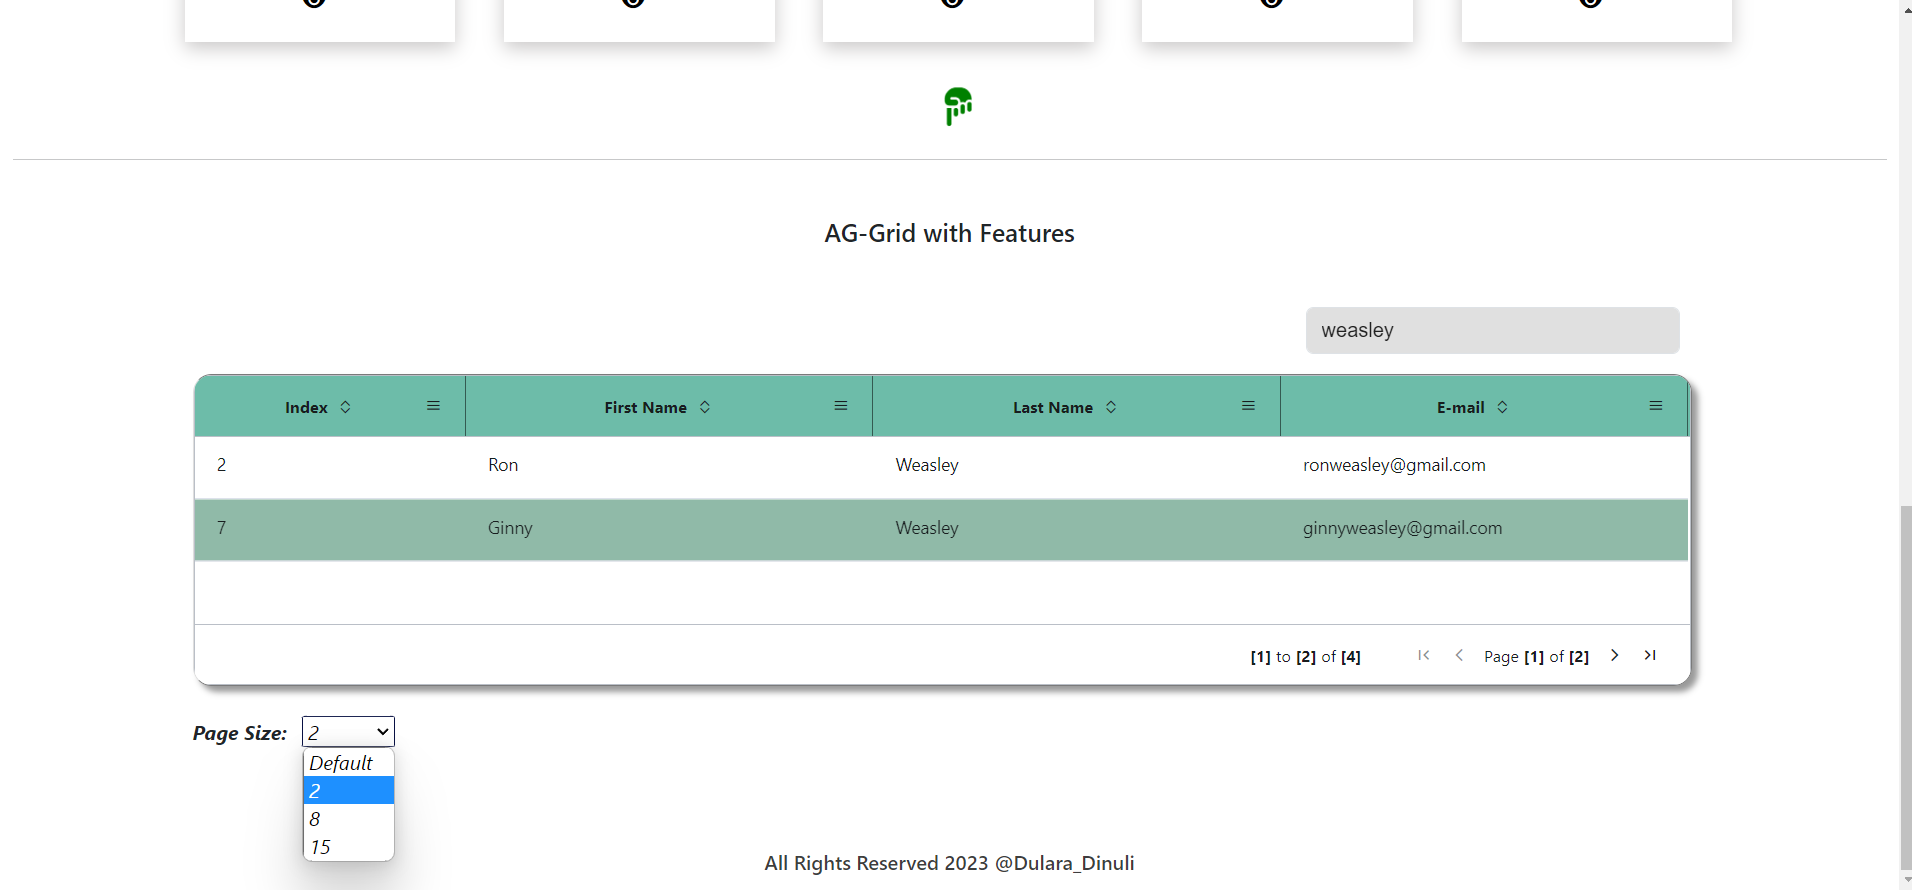 AG-Grid with Features
weasley
Index First Name Last Name E-mail
2 Ron Weasley ronweasley@gmail.com
7 Ginny Weasley ginnyweasley@gmail.com
[1] to [2] of [4] Page [1] of [2]
Page Size: 2
Default
2
8
15
All Rights Reserved 2023 @Dulara_Dinuli